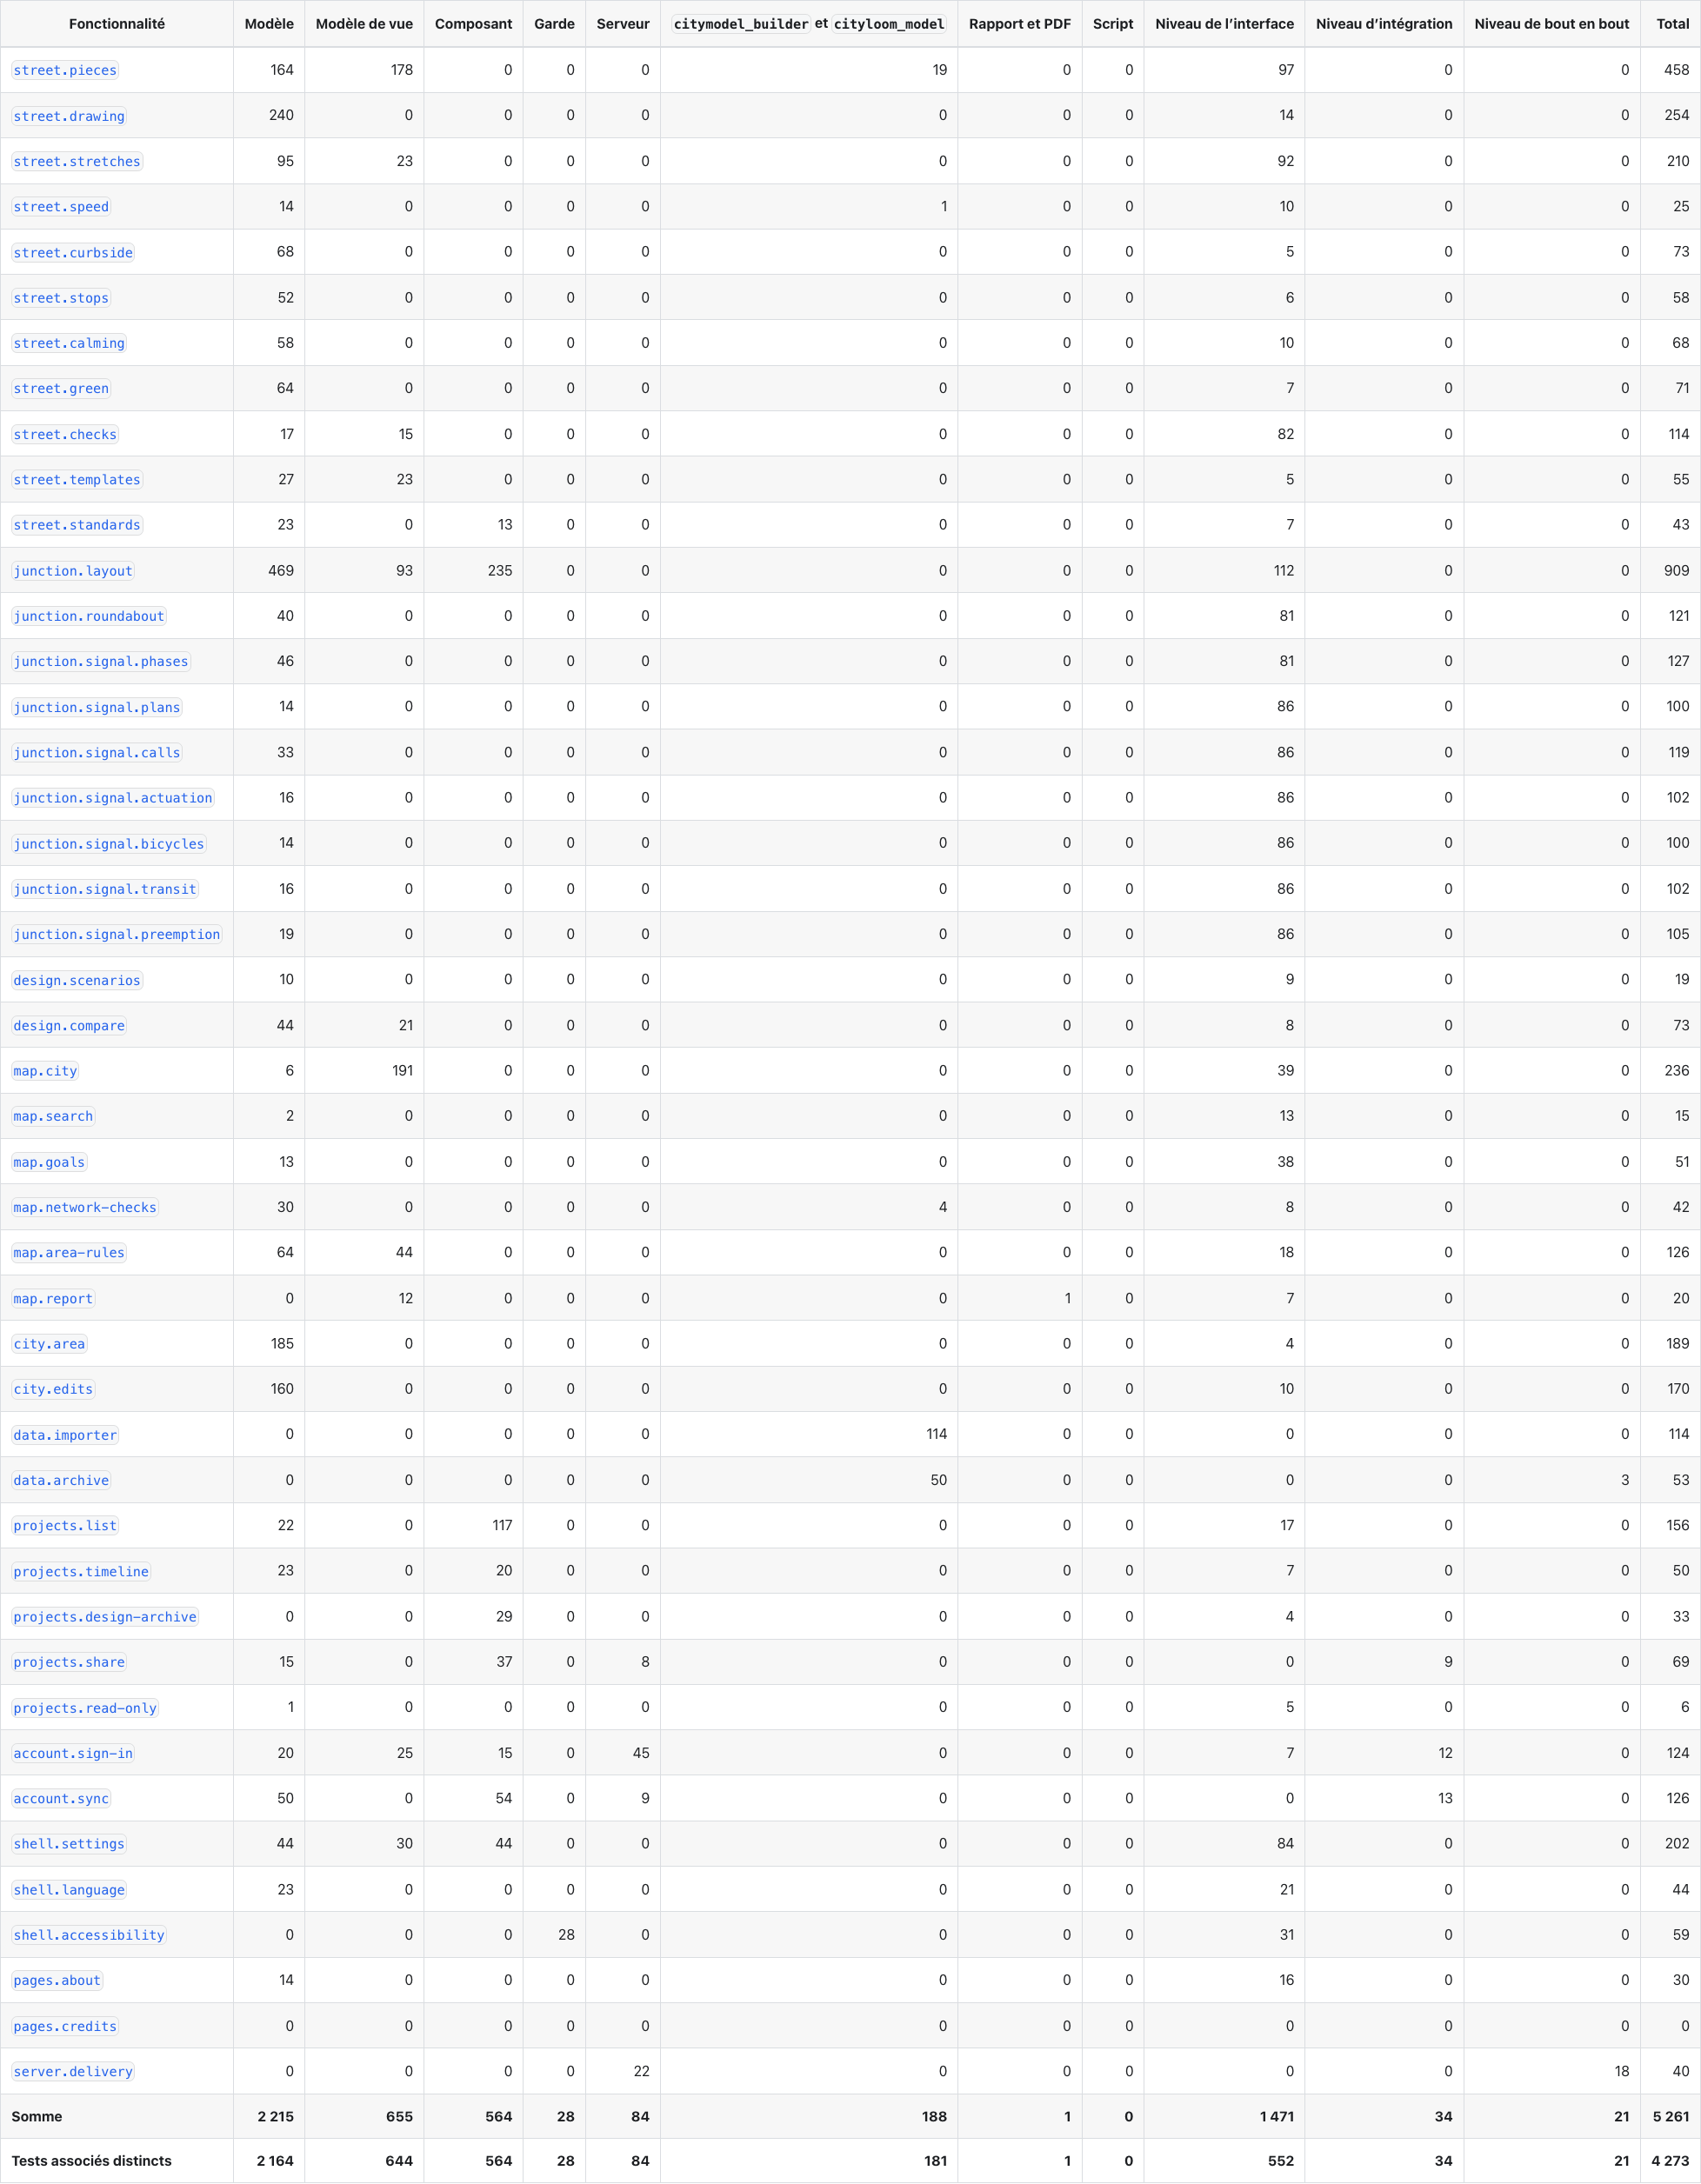 Fonctionnalité Modèle Modèle de vue Composant Garde Serveur citymodel_builder et cityloom_model Rapport et PDF Script Niveau de l’interface Niveau d’intégration Niveau de bout en bout Total
street.pieces 164 178 0 0 0 19 0 0 97 0 0 458
street.drawing 240 0 0 0 0 0 0 0 14 0 0 254
street.stretches 95 23 0 0 0 0 0 0 92 0 0 210
street.speed 14 0 0 0 0 1 0 0 10 0 0 25
street.curbside 68 0 0 0 0 0 0 0 5 0 0 73
street.stops 52 0 0 0 0 0 0 0 6 0 0 58
street.calming 58 0 0 0 0 0 0 0 10 0 0 68
street.green 64 0 0 0 0 0 0 0 7 0 0 71
street.checks 17 15 0 0 0 0 0 0 82 0 0 114
street.templates 27 23 0 0 0 0 0 0 5 0 0 55
street.standards 23 0 13 0 0 0 0 0 7 0 0 43
junction.layout 469 93 235 0 0 0 0 0 112 0 0 909
junction.roundabout 40 0 0 0 0 0 0 0 81 0 0 121
junction.signal.phases 46 0 0 0 0 0 0 0 81 0 0 127
junction.signal.plans 14 0 0 0 0 0 0 0 86 0 0 100
junction.signal.calls 33 0 0 0 0 0 0 0 86 0 0 119
junction.signal.actuation 16 0 0 0 0 0 0 0 86 0 0 102
junction.signal.bicycles 14 0 0 0 0 0 0 0 86 0 0 100
junction.signal.transit 16 0 0 0 0 0 0 0 86 0 0 102
junction.signal.preemption 19 0 0 0 0 0 0 0 86 0 0 105
design.scenarios 10 0 0 0 0 0 0 0 9 0 0 19
design.compare 44 21 0 0 0 0 0 0 8 0 0 73
map.city 6 191 0 0 0 0 0 0 39 0 0 236
map.search 2 0 0 0 0 0 0 0 13 0 0 15
map.goals 13 0 0 0 0 0 0 0 38 0 0 51
map.network-checks 30 0 0 0 0 4 0 0 8 0 0 42
map.area-rules 64 44 0 0 0 0 0 0 18 0 0 126
map.report 0 12 0 0 0 0 1 0 7 0 0 20
city.area 185 0 0 0 0 0 0 0 4 0 0 189
city.edits 160 0 0 0 0 0 0 0 10 0 0 170
data.importer 0 0 0 0 0 114 0 0 0 0 0 114
data.archive 0 0 0 0 0 50 0 0 0 0 3 53
projects.list 22 0 117 0 0 0 0 0 17 0 0 156
projects.timeline 23 0 20 0 0 0 0 0 7 0 0 50
projects.design-archive 0 0 29 0 0 0 0 0 4 0 0 33
projects.share 15 0 37 0 8 0 0 0 0 9 0 69
projects.read-only 1 0 0 0 0 0 0 0 5 0 0 6
account.sign-in 20 25 15 0 45 0 0 0 7 12 0 124
account.sync 50 0 54 0 9 0 0 0 0 13 0 126
shell.settings 44 30 44 0 0 0 0 0 84 0 0 202
shell.language 23 0 0 0 0 0 0 0 21 0 0 44
shell.accessibility 0 0 0 28 0 0 0 0 31 0 0 59
pages.about 14 0 0 0 0 0 0 0 16 0 0 30
pages.credits 0 0 0 0 0 0 0 0 0 0 0 0
server.delivery 0 0 0 0 22 0 0 0 0 0 18 40
Somme 2 215 655 564 28 84 188 1 0 1 471 34 21 5 261
Tests associés distincts 2 164 644 564 28 84 181 1 0 552 34 21 4 273